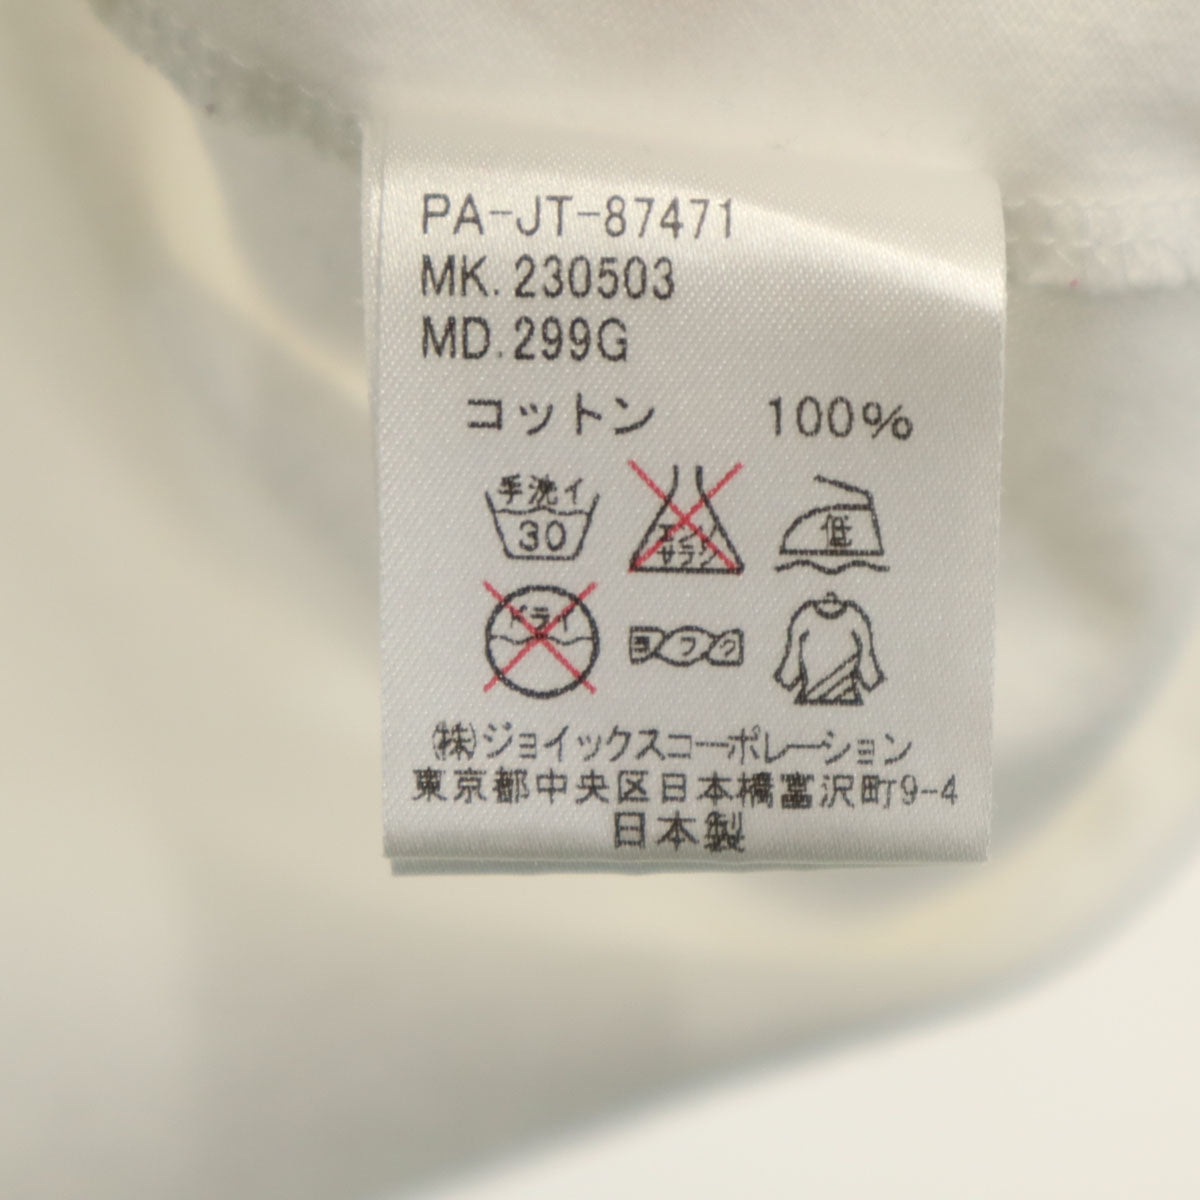 PA-JT-87471
MK.230503
MD.299G
コットン 100%
手洗イ エンソ 低
30 サラシ
ドライ ヨワク
㈱ジョイックスコーポレーション
東京都中央区日本橋富沢町9-4
日本製